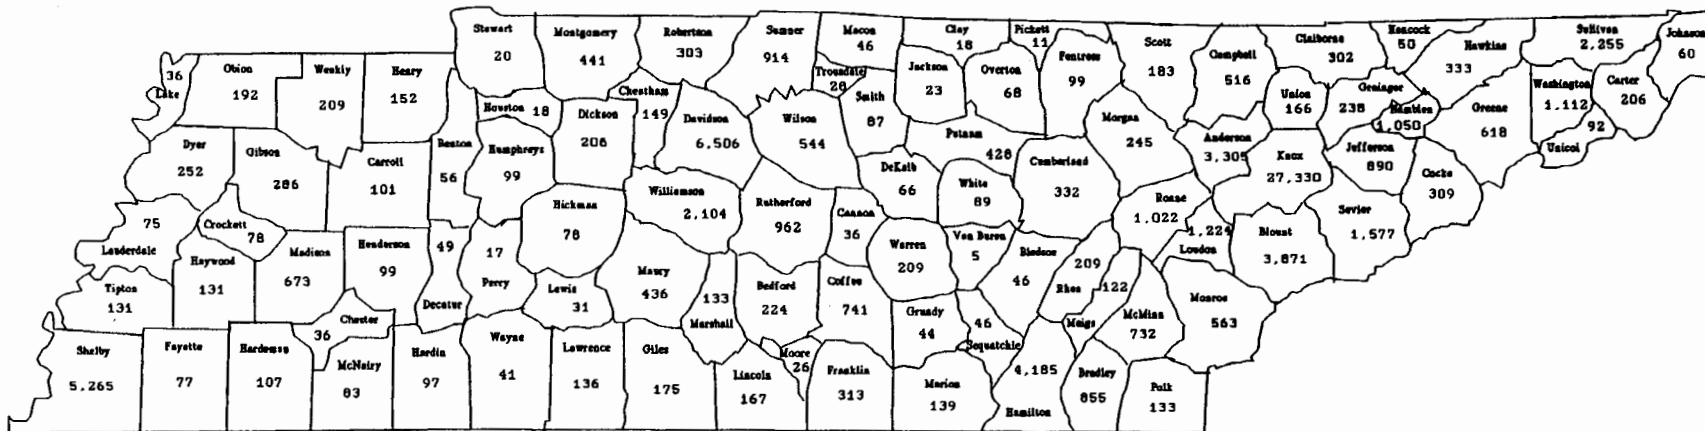 Stewart
20
Montgomery
441
Robertson
303
Sumner
914
Macon
46
Clay
18
Pickett
11
Scott
183
Campbell
516
Claiborne
302
Hancock
50
Hawkins
333
Sullivan
2,255
Johnson
60
36
Lake
Obion
192
Weakly
209
Henry
152
Houston 18
Cheatham
149
Dickson
208
Davidson
6,506
Wilson
544
Trousdale
28
Smith
87
Jackson
23
Overton
68
Fentress
99
Morgan
245
Anderson
3,305
Union
166
Grainger
238
Hamblen
1,050
Greene
618
Washington
1,112
Carter
206
92
Unicoi
Dyer
252
Gibson
286
Carroll
101
Benton
56
Humphreys
99
Hickman
78
Williamson
2,104
Rutherford
962
Cannon
36
DeKalb
66
Putnam
428
White
89
Cumberland
332
Roane
1,022
Knox
27,330
Jefferson
890
Cocke
309
75
Lauderdale
Crockett
78
Haywood
131
Madison
673
Henderson
99
49
Decatur
17
Perry
Lewis
31
Maury
436
133
Marshall
Bedford
224
Coffee
741
Warren
209
Van Buren
5
Bledsoe
46
209
Rhea
122
Meigs
1,224
Loudon
Blount
3,871
Sevier
1,577
Tipton
131
Shelby
5,265
Fayette
77
Hardeman
107
36
Chester
McNairy
83
Hardin
97
Wayne
41
Lawrence
136
Giles
175
Lincoln
167
Moore
26
Franklin
313
Grundy
44
Marion
139
46
Sequatchie
4,185
Hamilton
McMinn
732
Bradley
855
Polk
133
Monroe
563